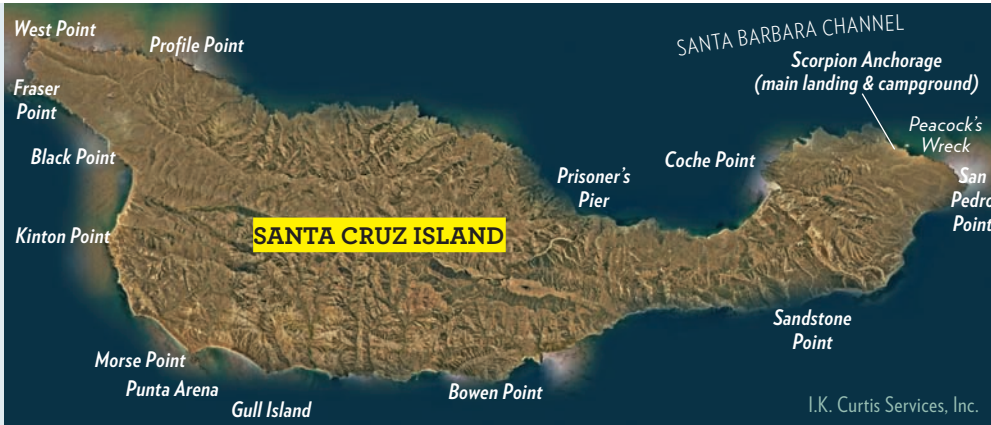 West Point
Profile Point
SANTA BARBARA CHANNEL
Scorpion Anchorage
(main landing & campground)
Fraser
Point
Peacock's
Wreck
Black Point
Coche Point
Prisoner's
Pier
San
Pedro
Point
Kinton Point
SANTA CRUZ ISLAND
Sandstone
Point
Morse Point
Punta Arena
Bowen Point
Gull Island
I.K. Curtis Services, Inc.